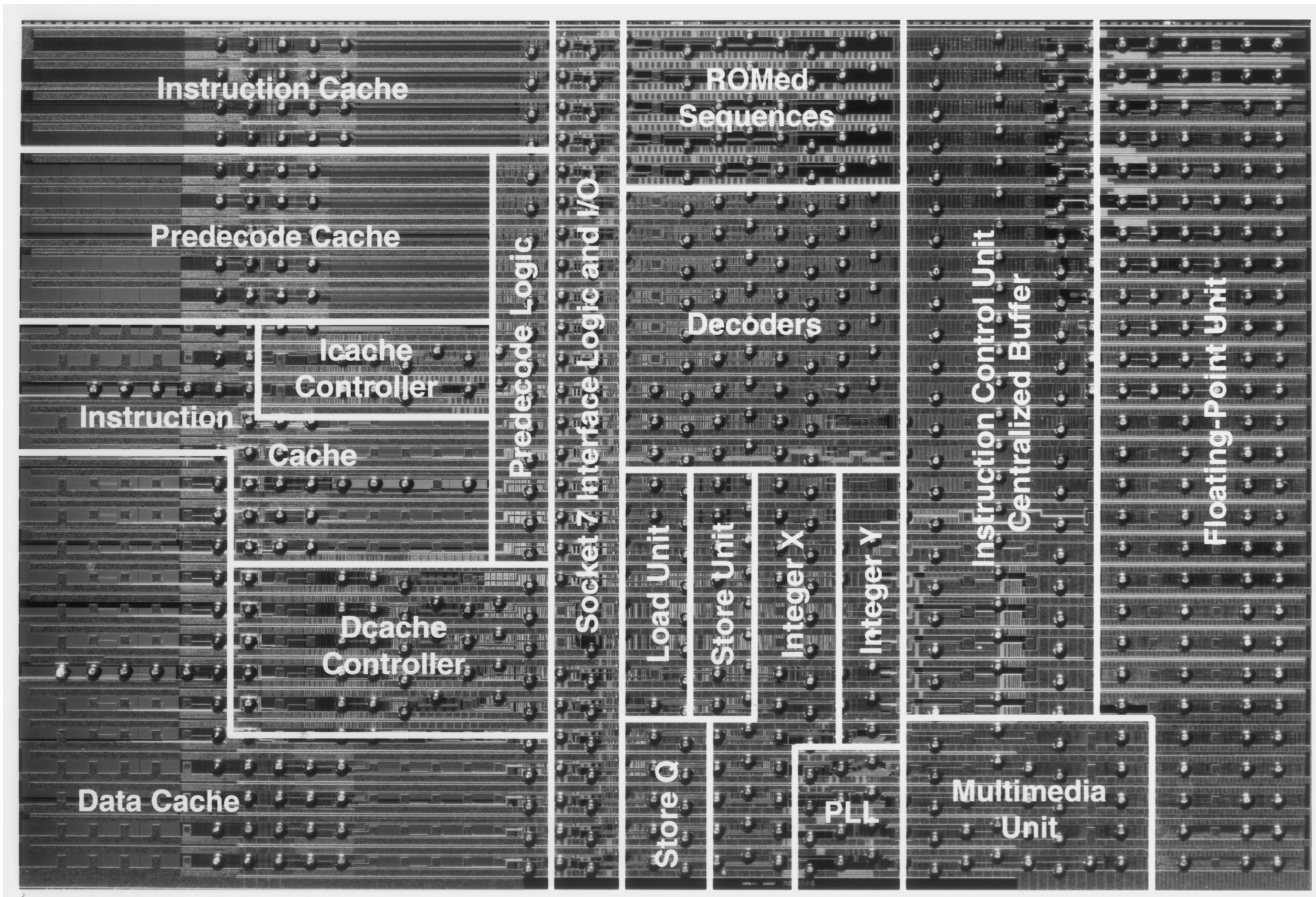 Instruction Cache
Predecode Cache
Icache
Controller
Instruction
Cache
Dcache
Controller
Data Cache
Predecode Logic
Socket 7 Interface Logic and I/O
ROMed
Sequences
Decoders
Load Unit
Store Unit
Integer X
Integer Y
Store Q
PLL
Instruction Control Unit
Centralized Buffer
Floating-Point Unit
Multimedia
Unit